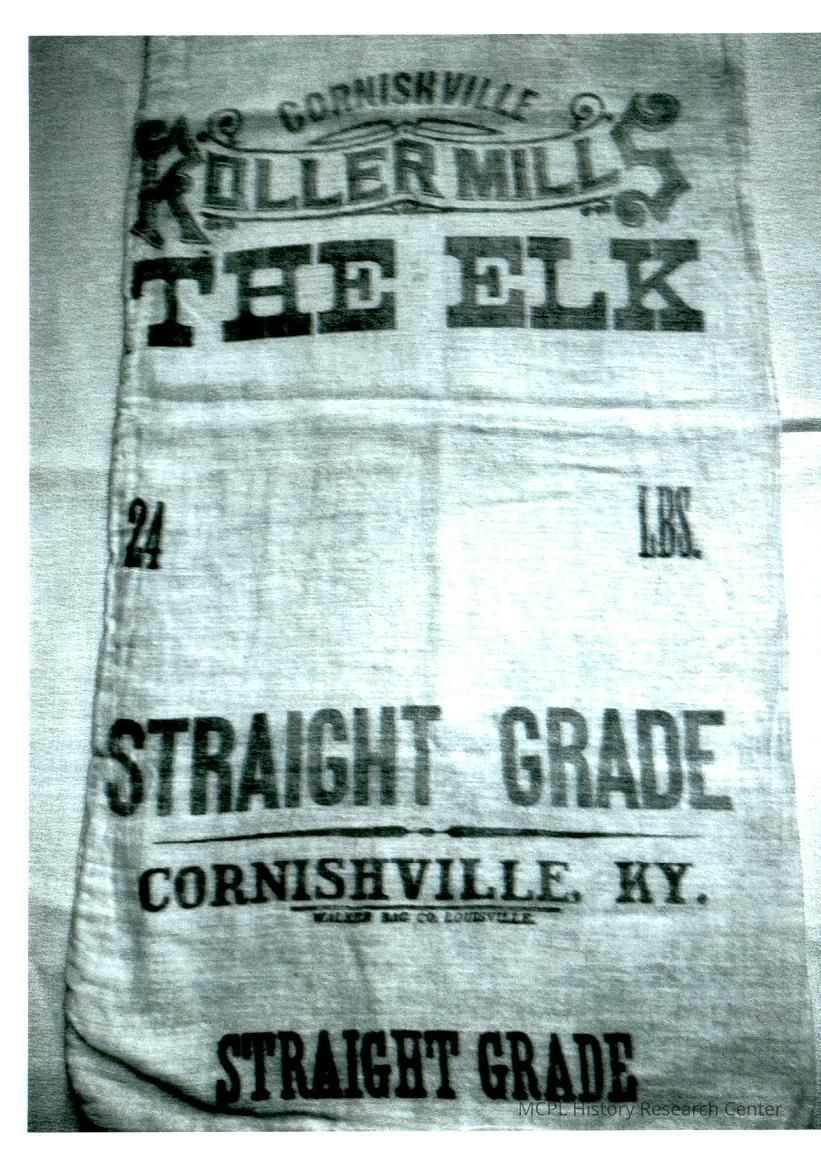 CORNISHVILLE
ROLLER MILLS
THE ELK
24 LBS.
STRAIGHT GRADE
CORNISHVILLE, KY.
WALKER BAG CO. LOUISVILLE.
STRAIGHT GRADE
MCPL History Research Center